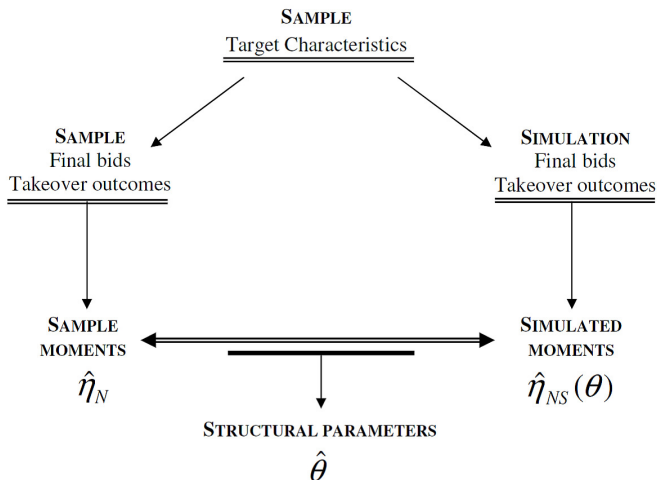 SAMPLE
Target Characteristics
SAMPLE
Final bids
Takeover outcomes
SIMULATION
Final bids
Takeover outcomes
SAMPLE
MOMENTS
η̂_N
SIMULATED
MOMENTS
η̂_NS(θ)
STRUCTURAL PARAMETERS
θ̂